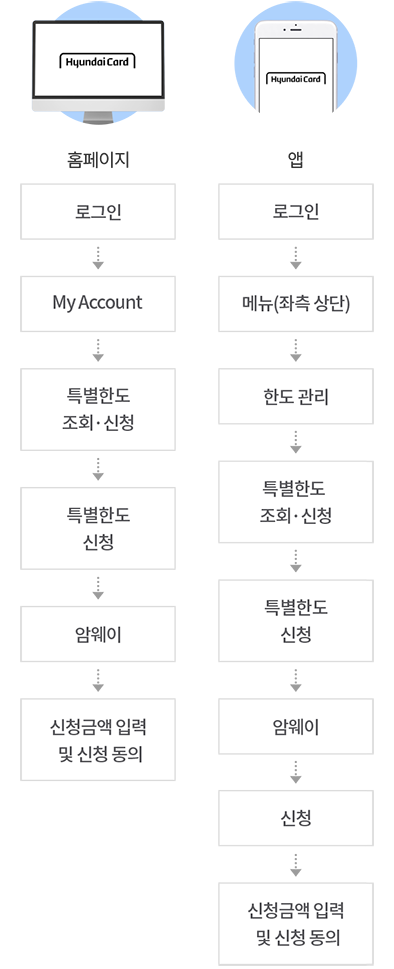 Hyundai Card
홈페이지
로그인
My Account
특별한도
조회·신청
특별한도
신청
암웨이
신청금액 입력
및 신청 동의
Hyundai Card
앱
로그인
메뉴(좌측 상단)
한도 관리
특별한도
조회·신청
특별한도
신청
암웨이
신청
신청금액 입력
및 신청 동의